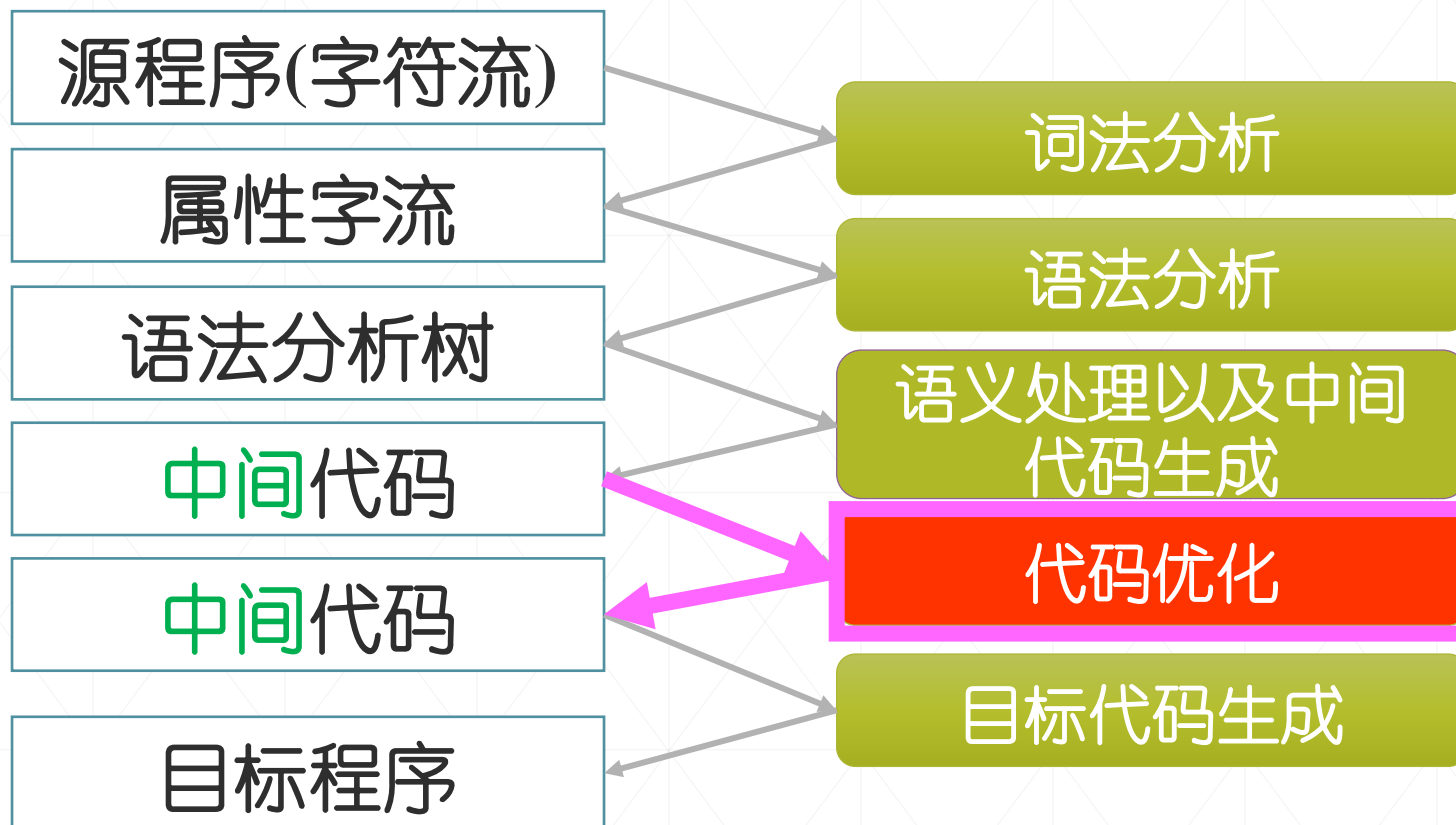 源程序(字符流)
词法分析
属性字流
语法分析
语法分析树
语义处理以及中间
代码生成
中间代码
代码优化
中间代码
目标代码生成
目标程序